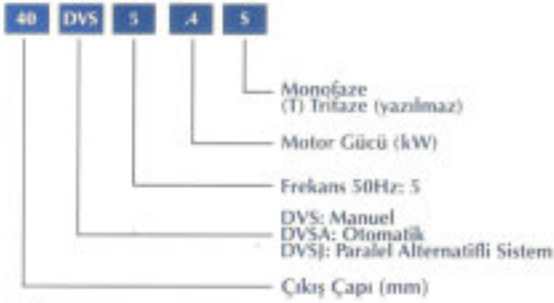 40 DVS 5 .4 S
Monofaze
(T) Trifaze (yazılmaz)
Motor Gücü (kW)
Frekans 50Hz: 5
DVS: Manuel
DVSA: Otomatik
DVSJ: Paralel Alternatifli Sistem
Çıkış Çapı (mm)